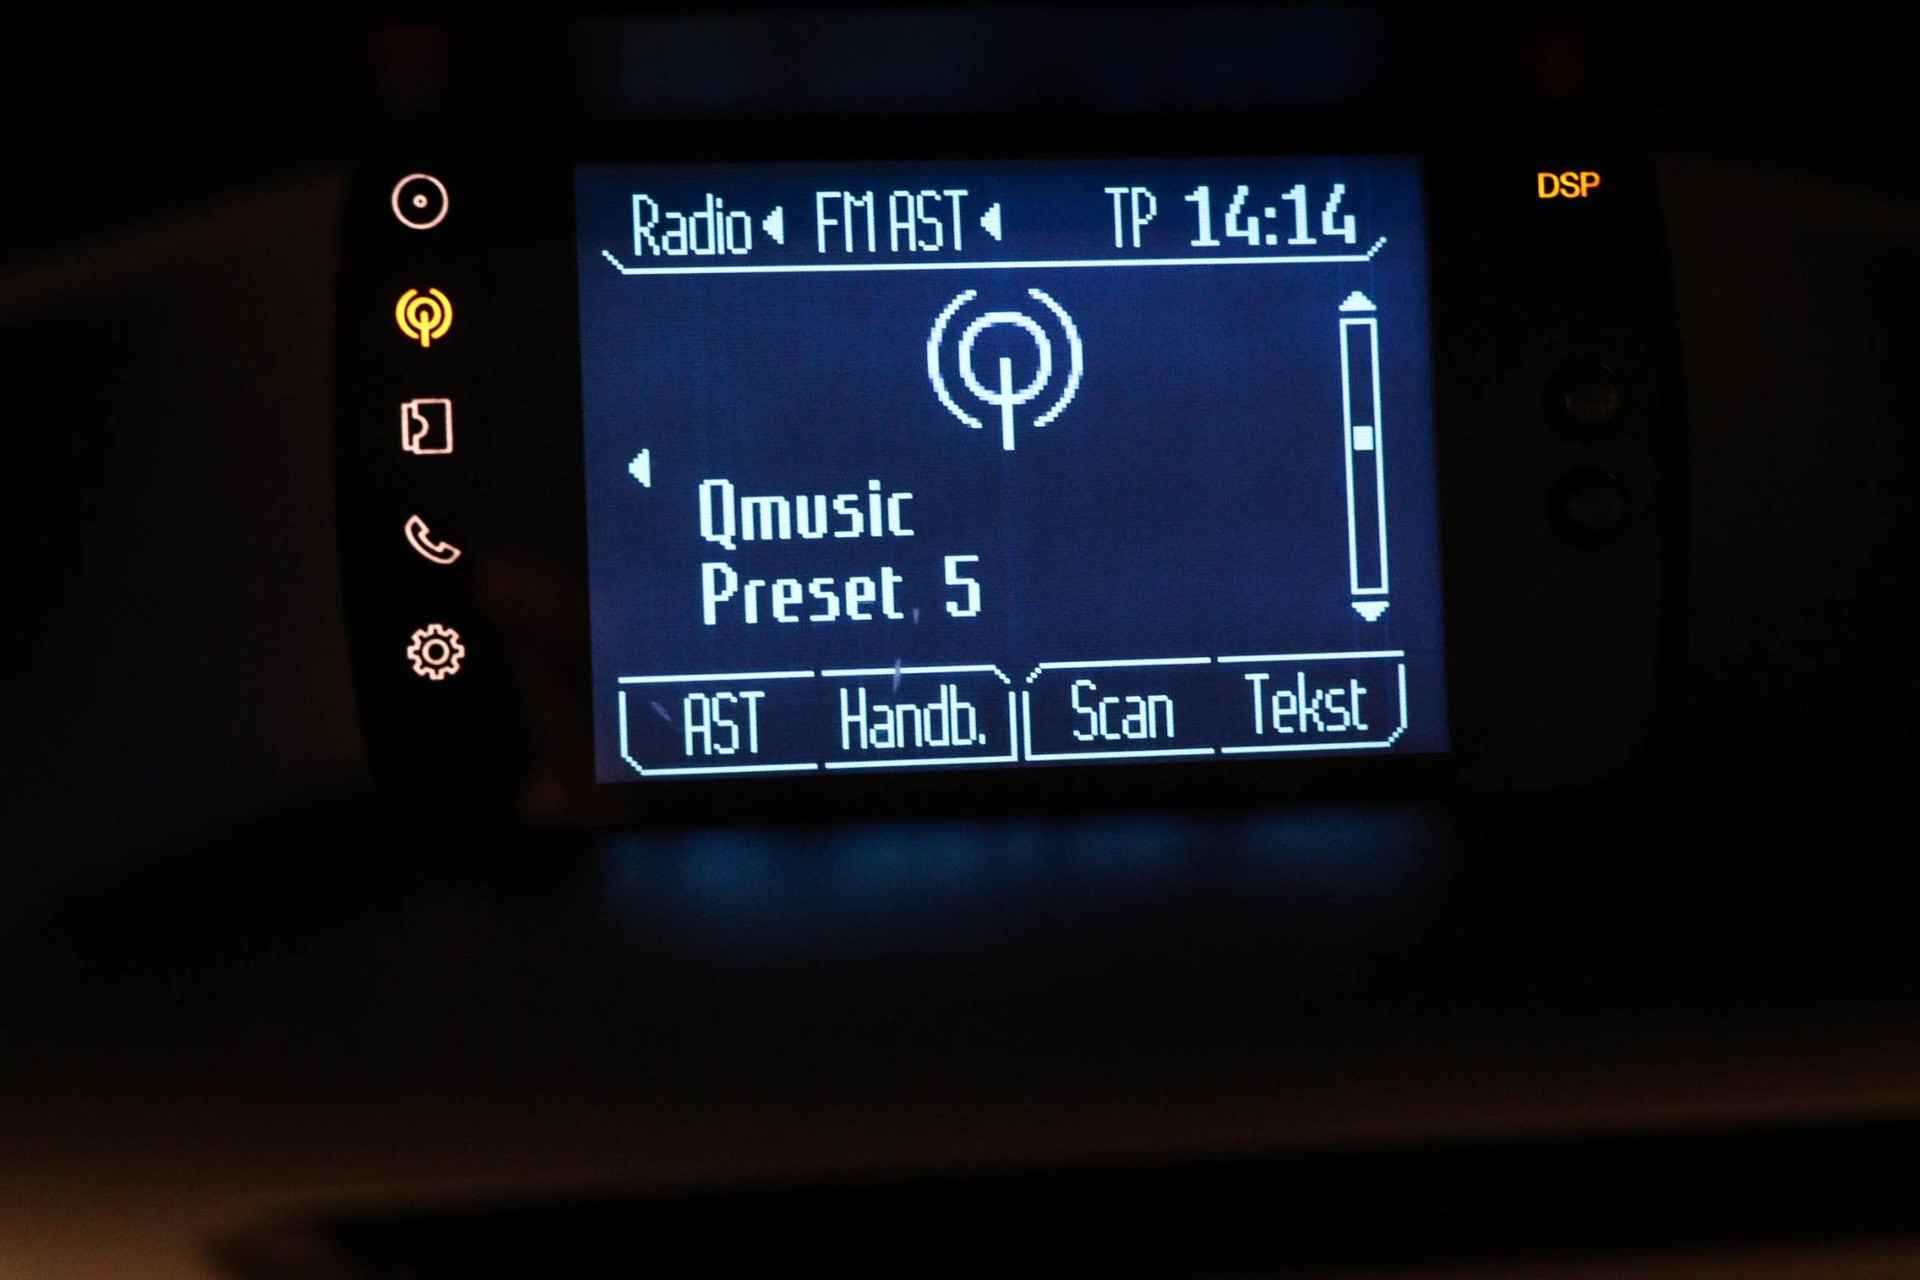 Radio FM AST TP 14:14
DSP
Qmusic
Preset 5
AST Handb. Scan Tekst